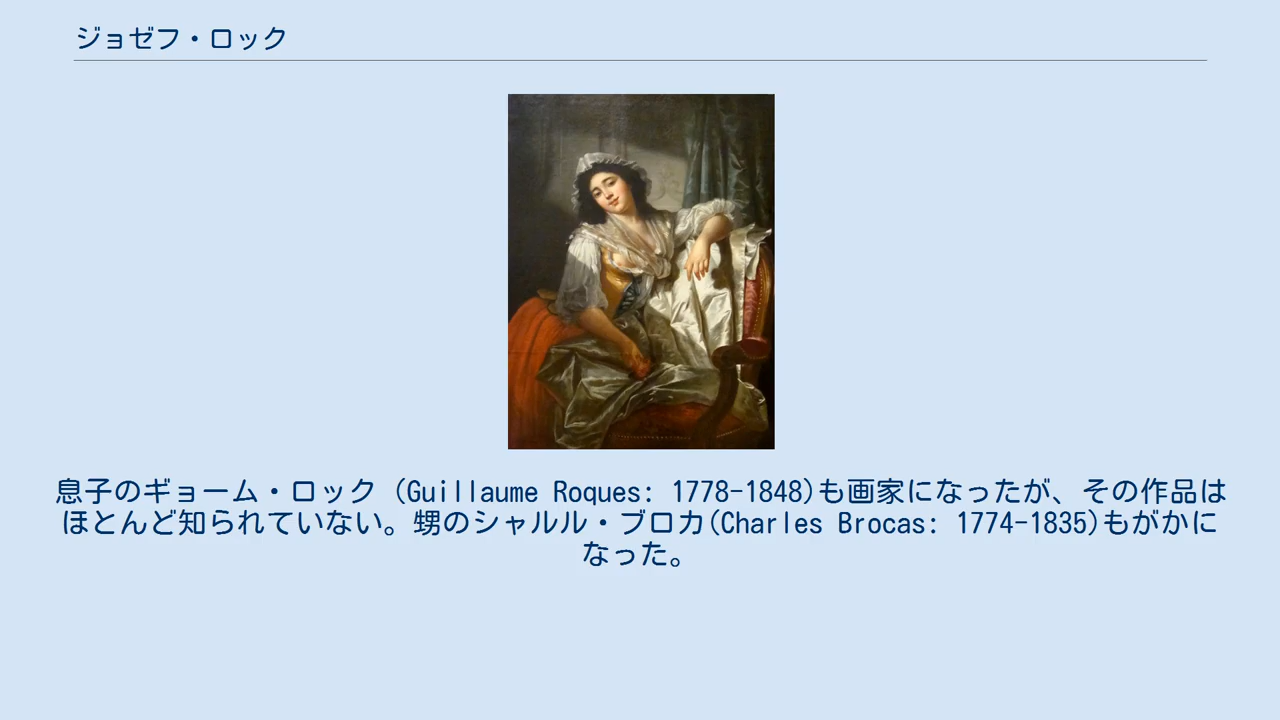 ジョゼフ・ロック
息子のギョーム・ロック (Guillaume Roques: 1778-1848)も画家になったが、その作品は
ほとんど知られていない。甥のシャルル・ブロカ(Charles Brocas: 1774-1835)もがかに
なった。